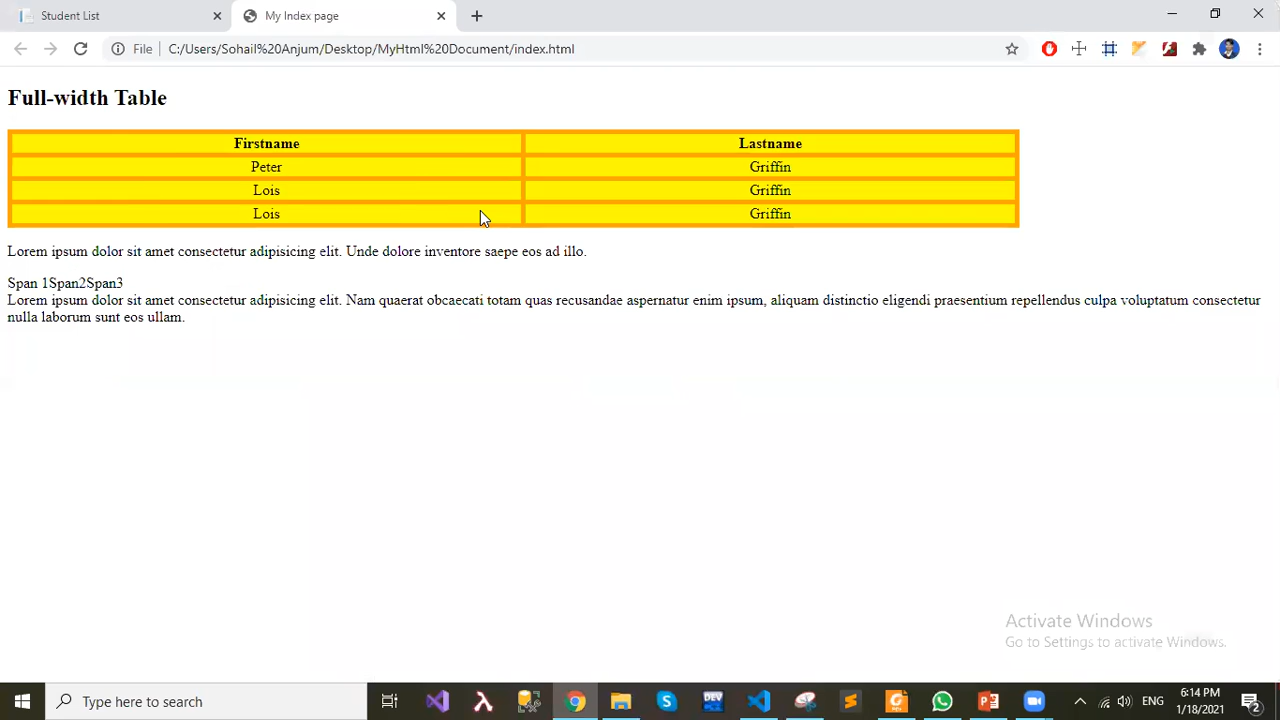 Student List
My Index page
File
C:/Users/Sohail%20Anjum/Desktop/MyHtml%20Document/index.html
Full-width Table
Firstname Lastname
Peter Griffin
Lois Griffin
Lois Griffin
Lorem ipsum dolor sit amet consectetur adipisicing elit. Unde dolore inventore saepe eos ad illo.
Span 1Span2Span3
Lorem ipsum dolor sit amet consectetur adipisicing elit. Nam quaerat obcaecati totam quas recusandae aspernatur enim ipsum, aliquam distinctio eligendi praesentium repellendus culpa voluptatum consectetur
nulla laborum sunt eos ullam.
Activate Windows
Go to Settings to activate Windows.
Type here to search
DEV
ENG
6:14 PM
1/18/2021
2